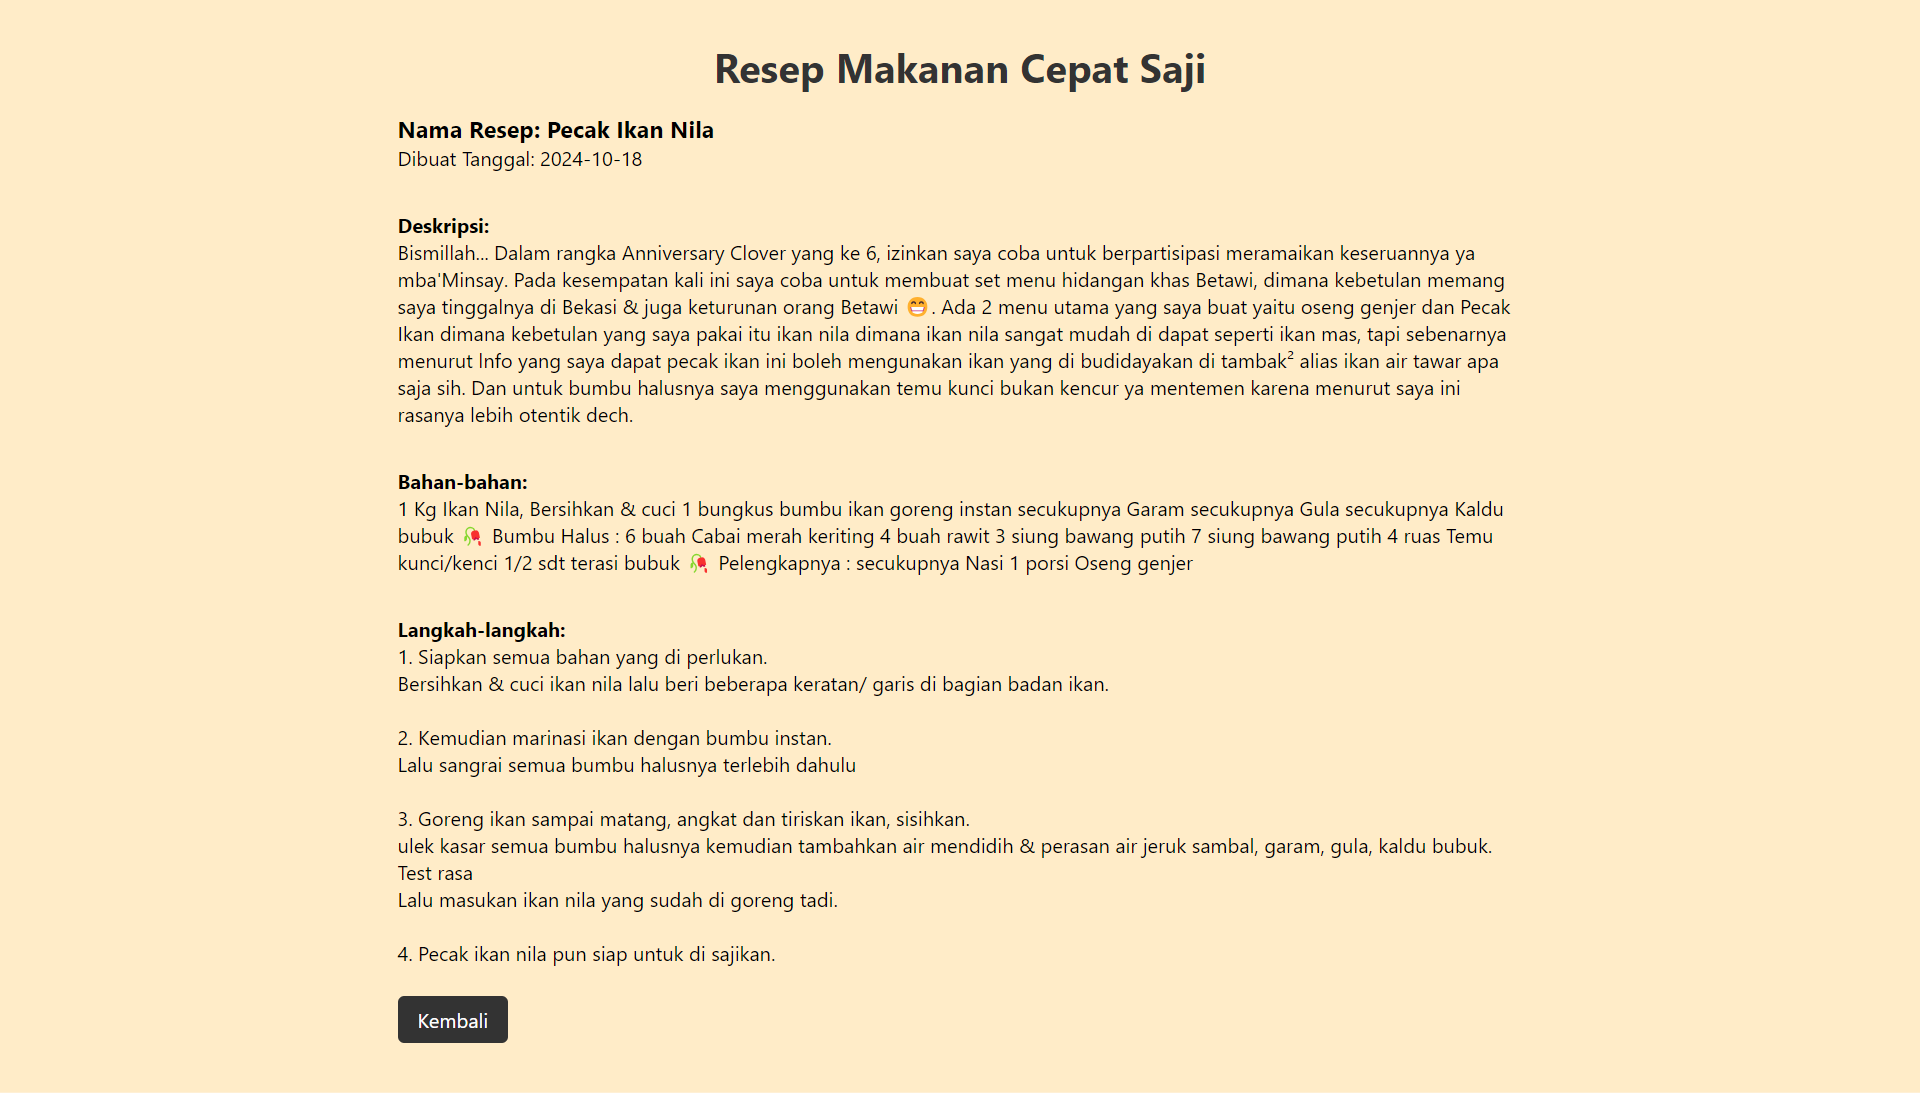 Resep Makanan Cepat Saji
Nama Resep: Pecak Ikan Nila
Dibuat Tanggal: 2024-10-18
Deskripsi:
Bismillah... Dalam rangka Anniversary Clover yang ke 6, izinkan saya coba untuk berpartisipasi meramaikan keseruannya ya
mba'Minsay. Pada kesempatan kali ini saya coba untuk membuat set menu hidangan khas Betawi, dimana kebetulan memang
saya tinggalnya di Bekasi & juga keturunan orang Betawi 😁. Ada 2 menu utama yang saya buat yaitu oseng genjer dan Pecak
Ikan dimana kebetulan yang saya pakai itu ikan nila dimana ikan nila sangat mudah di dapat seperti ikan mas, tapi sebenarnya
menurut lnfo yang saya dapat pecak ikan ini boleh mengunakan ikan yang di budidayakan di tambak² alias ikan air tawar apa
saja sih. Dan untuk bumbu halusnya saya menggunakan temu kunci bukan kencur ya mentemen karena menurut saya ini
rasanya lebih otentik dech.
Bahan-bahan:
1 Kg Ikan Nila, Bersihkan & cuci 1 bungkus bumbu ikan goreng instan secukupnya Garam secukupnya Gula secukupnya Kaldu
bubuk 🥀 Bumbu Halus : 6 buah Cabai merah keriting 4 buah rawit 3 siung bawang putih 7 siung bawang putih 4 ruas Temu
kunci/kenci 1/2 sdt terasi bubuk 🥀 Pelengkapnya : secukupnya Nasi 1 porsi Oseng genjer
Langkah-langkah:
1. Siapkan semua bahan yang di perlukan.
Bersihkan & cuci ikan nila lalu beri beberapa keratan/ garis di bagian badan ikan.
2. Kemudian marinasi ikan dengan bumbu instan.
Lalu sangrai semua bumbu halusnya terlebih dahulu
3. Goreng ikan sampai matang, angkat dan tiriskan ikan, sisihkan.
ulek kasar semua bumbu halusnya kemudian tambahkan air mendidih & perasan air jeruk sambal, garam, gula, kaldu bubuk.
Test rasa
Lalu masukan ikan nila yang sudah di goreng tadi.
4. Pecak ikan nila pun siap untuk di sajikan.
Kembali